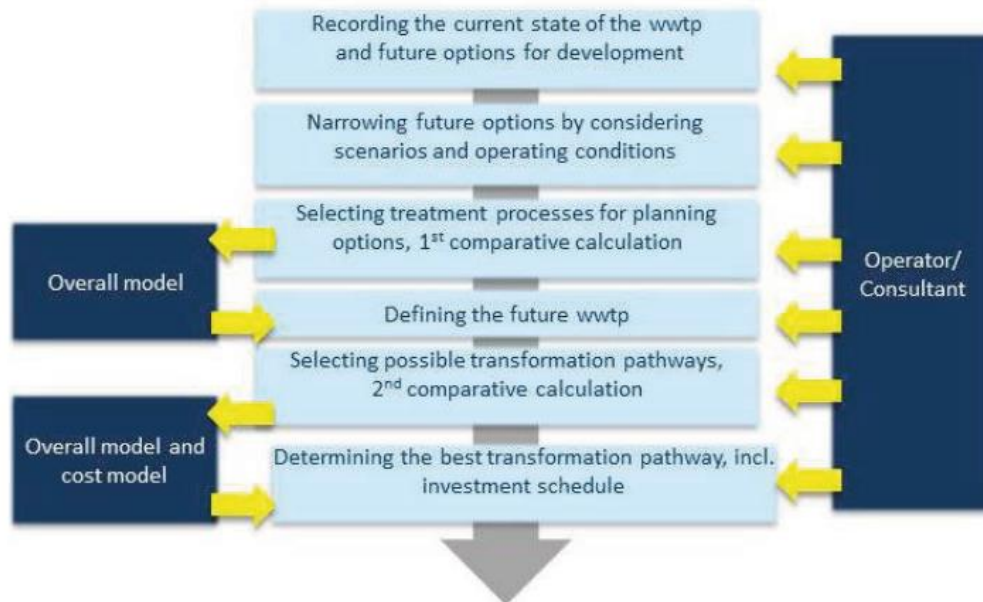 Recording the current state of the wwtp
and future options for development
Narrowing future options by considering
scenarios and operating conditions
Selecting treatment processes for planning
options, 1st comparative calculation
Overall model
Operator/
Consultant
Defining the future wwtp
Selecting possible transformation pathways,
2nd comparative calculation
Overall model and
cost model
Determining the best transformation pathway, incl.
investment schedule